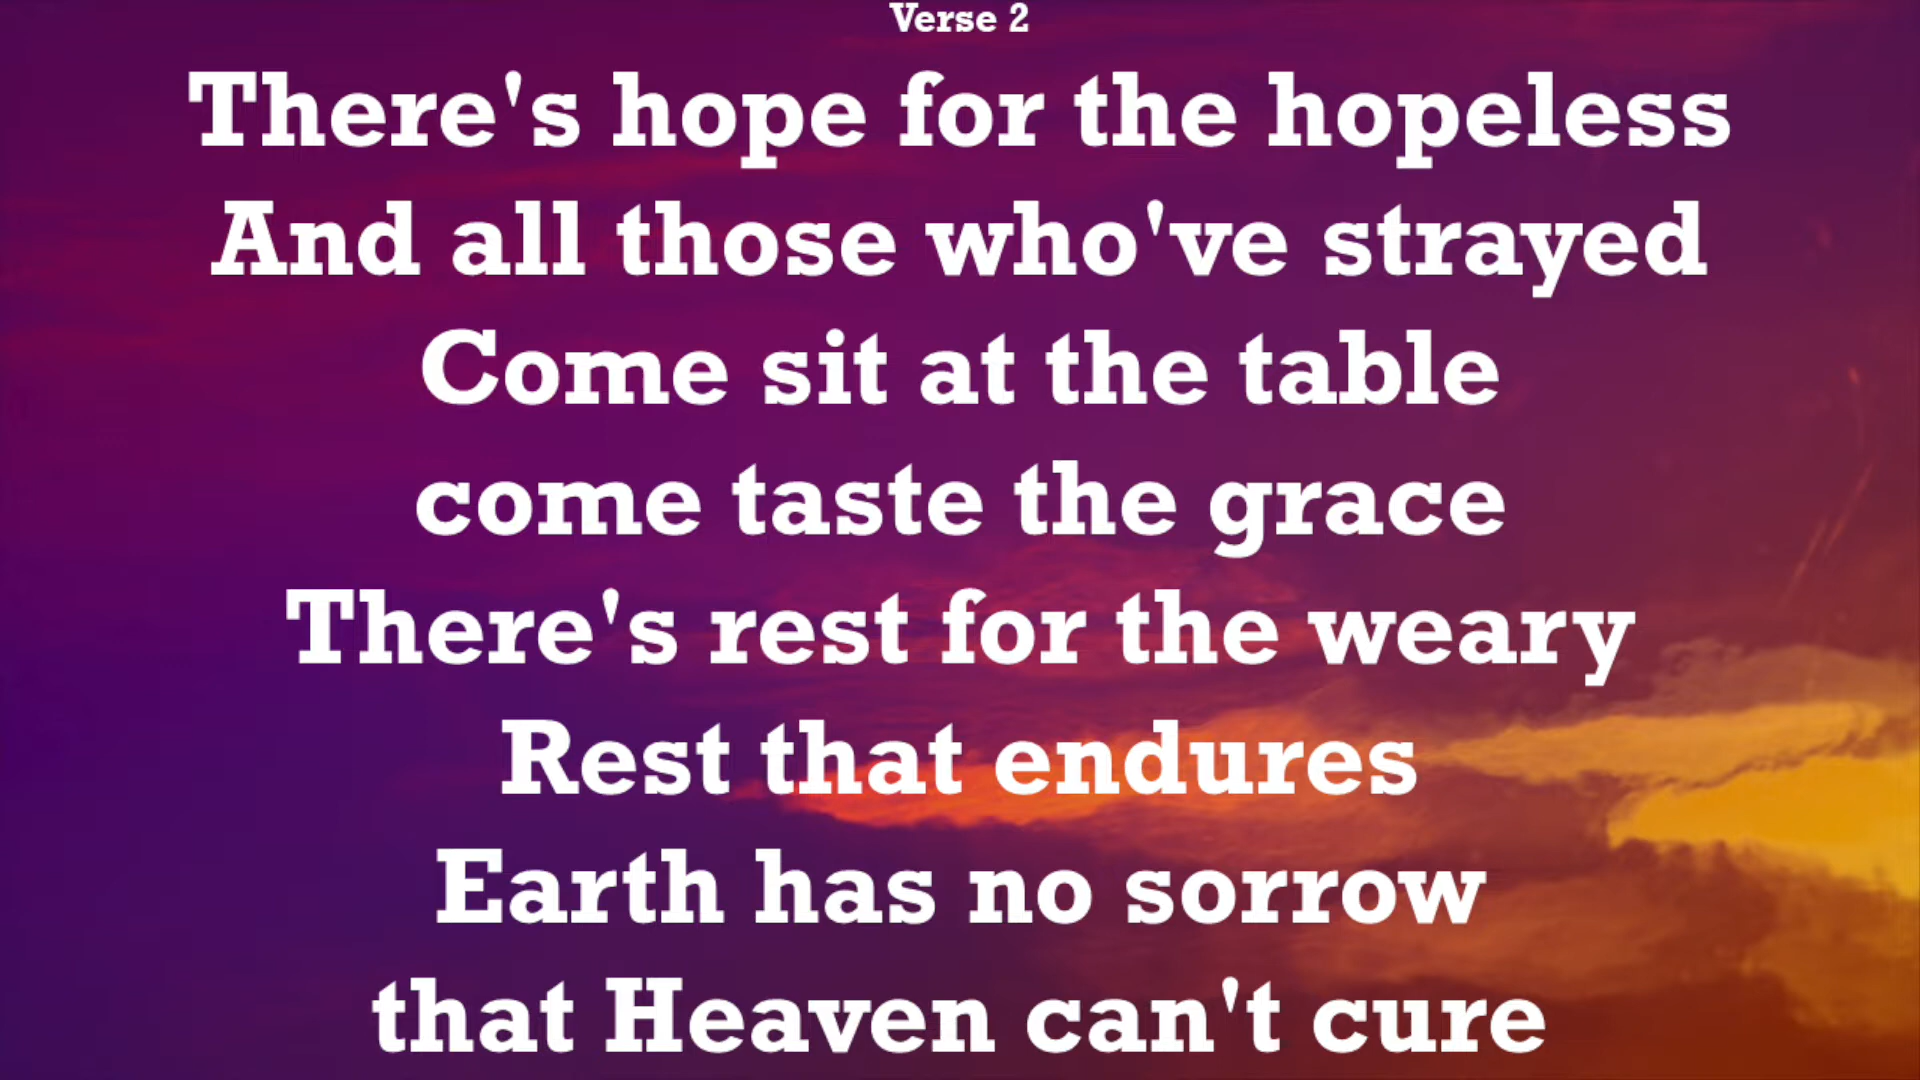 Verse 2
There's hope for the hopeless
And all those who've strayed
Come sit at the table
come taste the grace
There's rest for the weary
Rest that endures
Earth has no sorrow
that Heaven can't cure